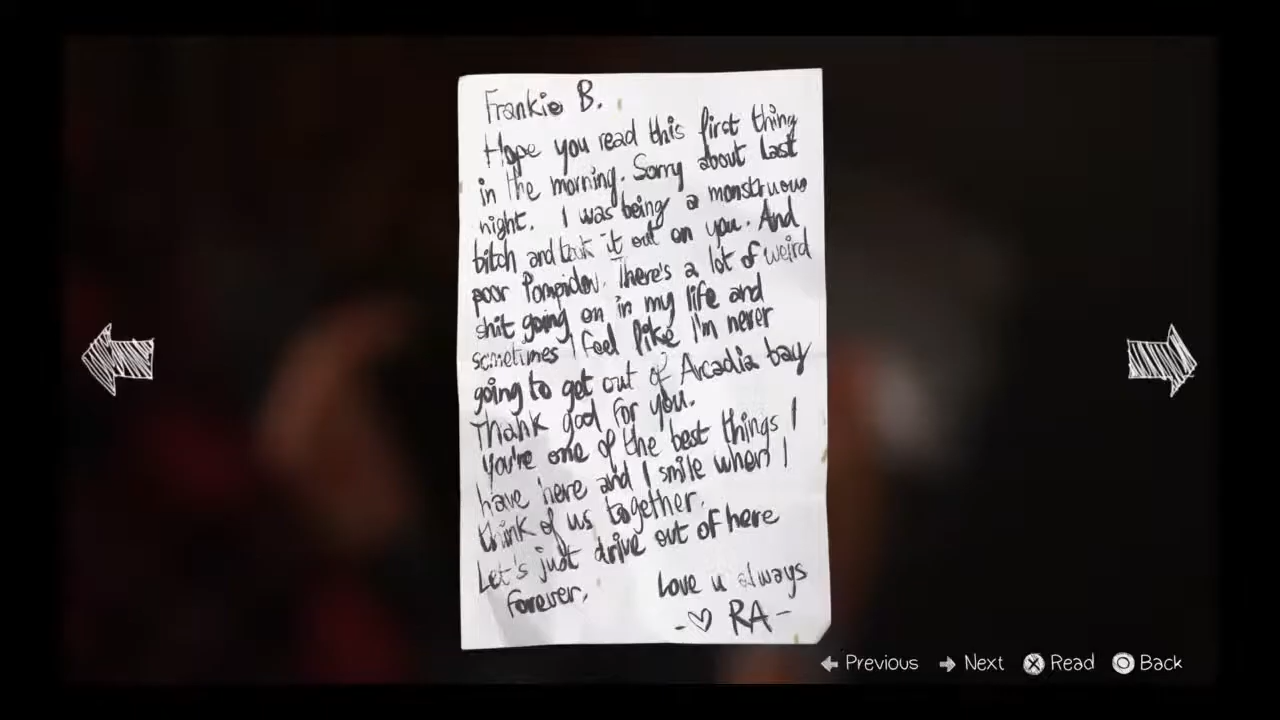 Frankie B.
Hope you read this first thing
in the morning. Sorry about last
night. I was being a monstruous
bitch and took it out on you. And
poor Pompidou. There's a lot of weird
shit going on in my life and
sometimes I feel like I'm never
going to get out of Arcadia bay
Thank god for you.
You're one of the best things I
have here and I smile when I
think of us together.
Let's just drive out of here
forever.
Love u always
-♡ RA-
Previous Next Read Back